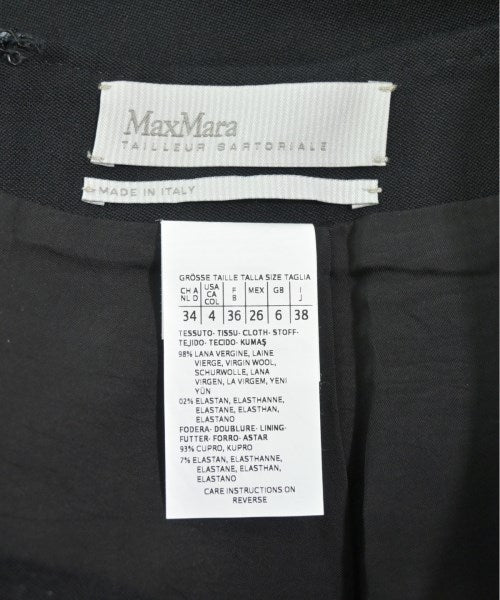 MaxMara
TAILLEUR SARTORIALE
MADE IN ITALY
GRÖSSE TAILLE TALLA SIZE TAGLIA
CH A USA F MEX GB I
NL D CA B J
COL
34 4 36 26 6 38
TESSUTO- TISSU- CLOTH- STOFF-
TEJIDO- TECIDO- KUMAŞ
98% LANA VERGINE, LAINE
VIERGE, VIRGIN WOOL,
SCHURWOLLE, LANA
VIRGEN, LA VIRGEM, YENI
YÜN
02% ELASTAN, ELASTHANNE,
ELASTANE, ELASTHAN,
ELASTANO
FODERA- DOUBLURE- LINING-
FUTTER- FORRO- ASTAR
93% CUPRO, KUPRO
7% ELASTAN, ELASTHANNE,
ELASTANE, ELASTHAN,
ELASTANO
CARE INSTRUCTIONS ON
REVERSE